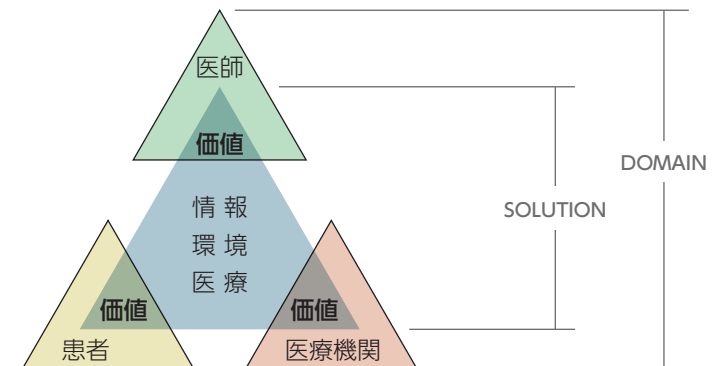 医師
価値
DOMAIN
情 報
SOLUTION
環 境
医 療
価値
価値
患者
医療機関